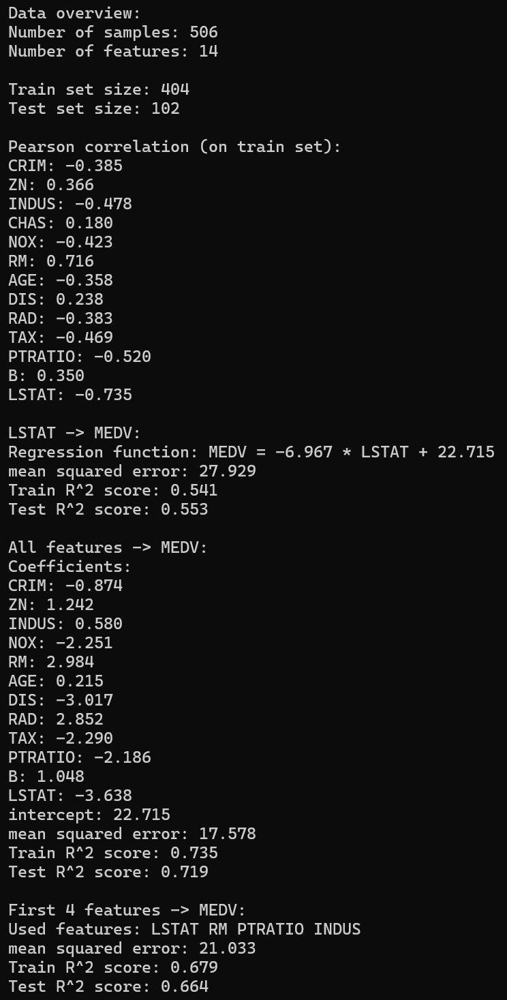 Data overview:
Number of samples: 506
Number of features: 14
Train set size: 404
Test set size: 102
Pearson correlation (on train set):
CRIM: -0.385
ZN: 0.366
INDUS: -0.478
CHAS: 0.180
NOX: -0.423
RM: 0.716
AGE: -0.358
DIS: 0.238
RAD: -0.383
TAX: -0.469
PTRATIO: -0.520
B: 0.350
LSTAT: -0.735
LSTAT -> MEDV:
Regression function: MEDV = -6.967 * LSTAT + 22.715
mean squared error: 27.929
Train R^2 score: 0.541
Test R^2 score: 0.553
All features -> MEDV:
Coefficients:
CRIM: -0.874
ZN: 1.242
INDUS: 0.580
NOX: -2.251
RM: 2.984
AGE: 0.215
DIS: -3.017
RAD: 2.852
TAX: -2.290
PTRATIO: -2.186
B: 1.048
LSTAT: -3.638
intercept: 22.715
mean squared error: 17.578
Train R^2 score: 0.735
Test R^2 score: 0.719
First 4 features -> MEDV:
Used features: LSTAT RM PTRATIO INDUS
mean squared error: 21.033
Train R^2 score: 0.679
Test R^2 score: 0.664